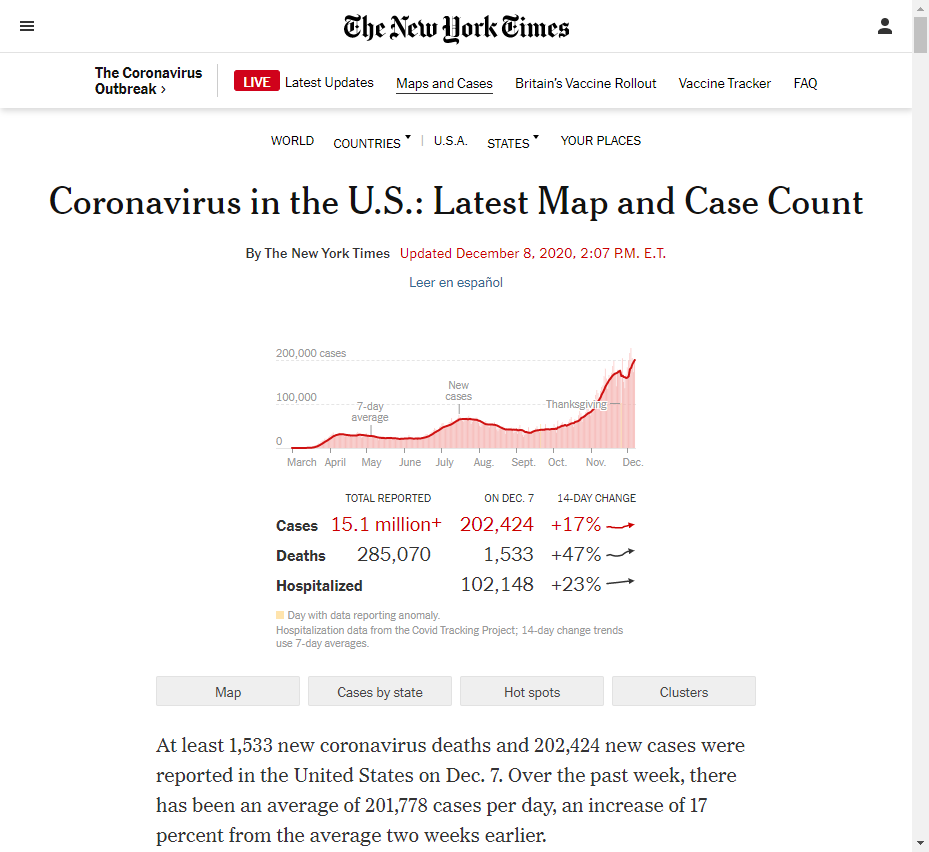 The New York Times
The Coronavirus
Outbreak ›
LIVE Latest Updates Maps and Cases Britain's Vaccine Rollout Vaccine Tracker FAQ
WORLD COUNTRIES U.S.A. STATES YOUR PLACES
Coronavirus in the U.S.: Latest Map and Case Count
By The New York Times Updated December 8, 2020, 2:07 P.M. E.T.
Leer en español
200,000 cases
100,000
0
7-day
average
New
cases
Thanksgiving
March April May June July Aug. Sept. Oct. Nov. Dec.
TOTAL REPORTED ON DEC. 7 14-DAY CHANGE
Cases 15.1 million+ 202,424 +17%
Deaths 285,070 1,533 +47%
Hospitalized 102,148 +23%
Day with data reporting anomaly.
Hospitalization data from the Covid Tracking Project; 14-day change trends
use 7-day averages.
Map Cases by state Hot spots Clusters
At least 1,533 new coronavirus deaths and 202,424 new cases were
reported in the United States on Dec. 7. Over the past week, there
has been an average of 201,778 cases per day, an increase of 17
percent from the average two weeks earlier.